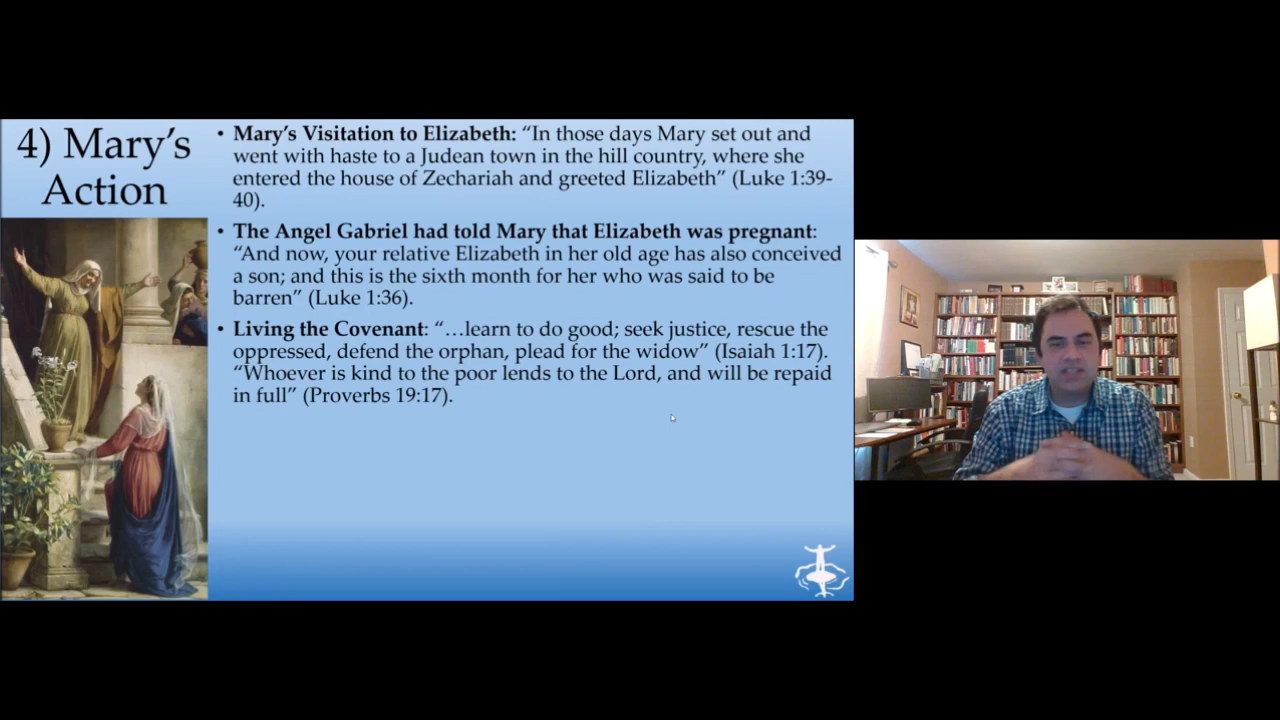 4) Mary’s
Action
• Mary’s Visitation to Elizabeth: “In those days Mary set out and
went with haste to a Judean town in the hill country, where she
entered the house of Zechariah and greeted Elizabeth” (Luke 1:39-
40).
• The Angel Gabriel had told Mary that Elizabeth was pregnant:
“And now, your relative Elizabeth in her old age has also conceived
a son; and this is the sixth month for her who was said to be
barren” (Luke 1:36).
• Living the Covenant: “…learn to do good; seek justice, rescue the
oppressed, defend the orphan, plead for the widow” (Isaiah 1:17).
“Whoever is kind to the poor lends to the Lord, and will be repaid
in full” (Proverbs 19:17).